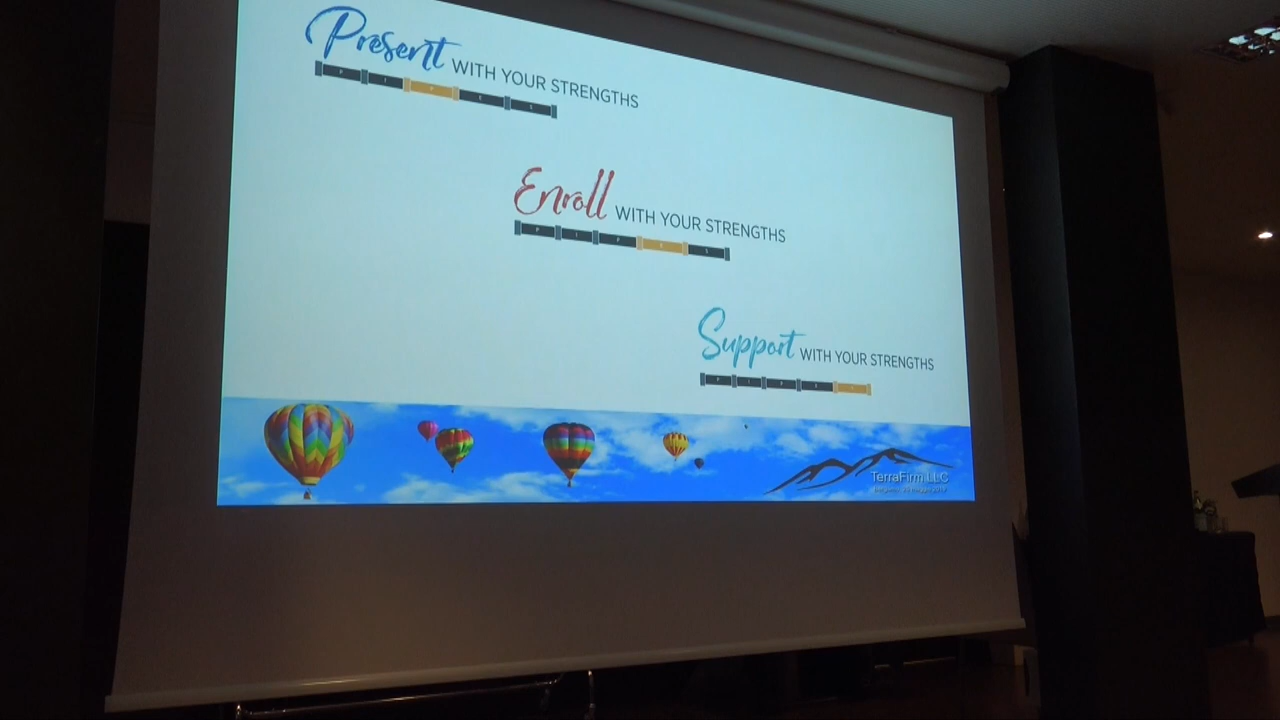 Present WITH YOUR STRENGTHS
P I P E S
Enroll WITH YOUR STRENGTHS
P I P E S
Support WITH YOUR STRENGTHS
P I P E S
TerraFirm LLC